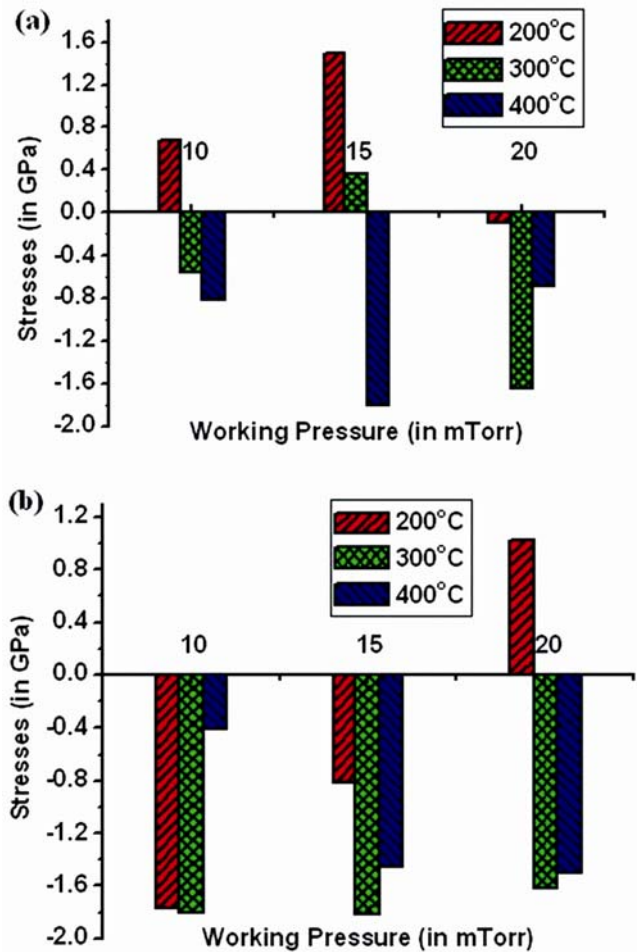 (a)
1.6
1.2
0.8
0.4
0.0
-0.4
-0.8
-1.2
-1.6
-2.0
Stresses (in GPa)
200°C
300°C
400°C
10 15 20
Working Pressure (in mTorr)
(b)
1.2
0.8
0.4
0.0
-0.4
-0.8
-1.2
-1.6
-2.0
Stresses (in GPa)
200°C
300°C
400°C
10 15 20
Working Pressure (in mTorr)